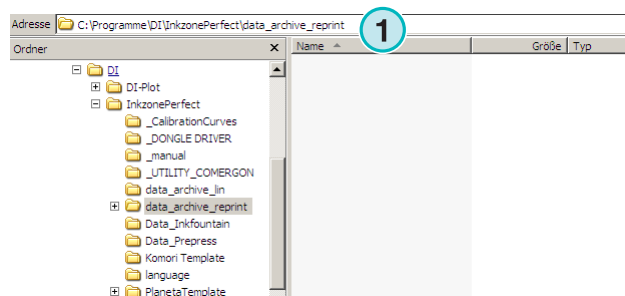 Adresse C:\Programme\DI\InkzonePerfect\data_archive_reprint
1
Ordner x Name Größe Typ
DI
DI-Plot
InkzonePerfect
_CalibrationCurves
_DONGLE DRIVER
_manual
_UTILITY_COMERGON
data_archive_lin
data_archive_reprint
Data_Inkfountain
Data_Prepress
Komori Template
language
PlanetaTemplate